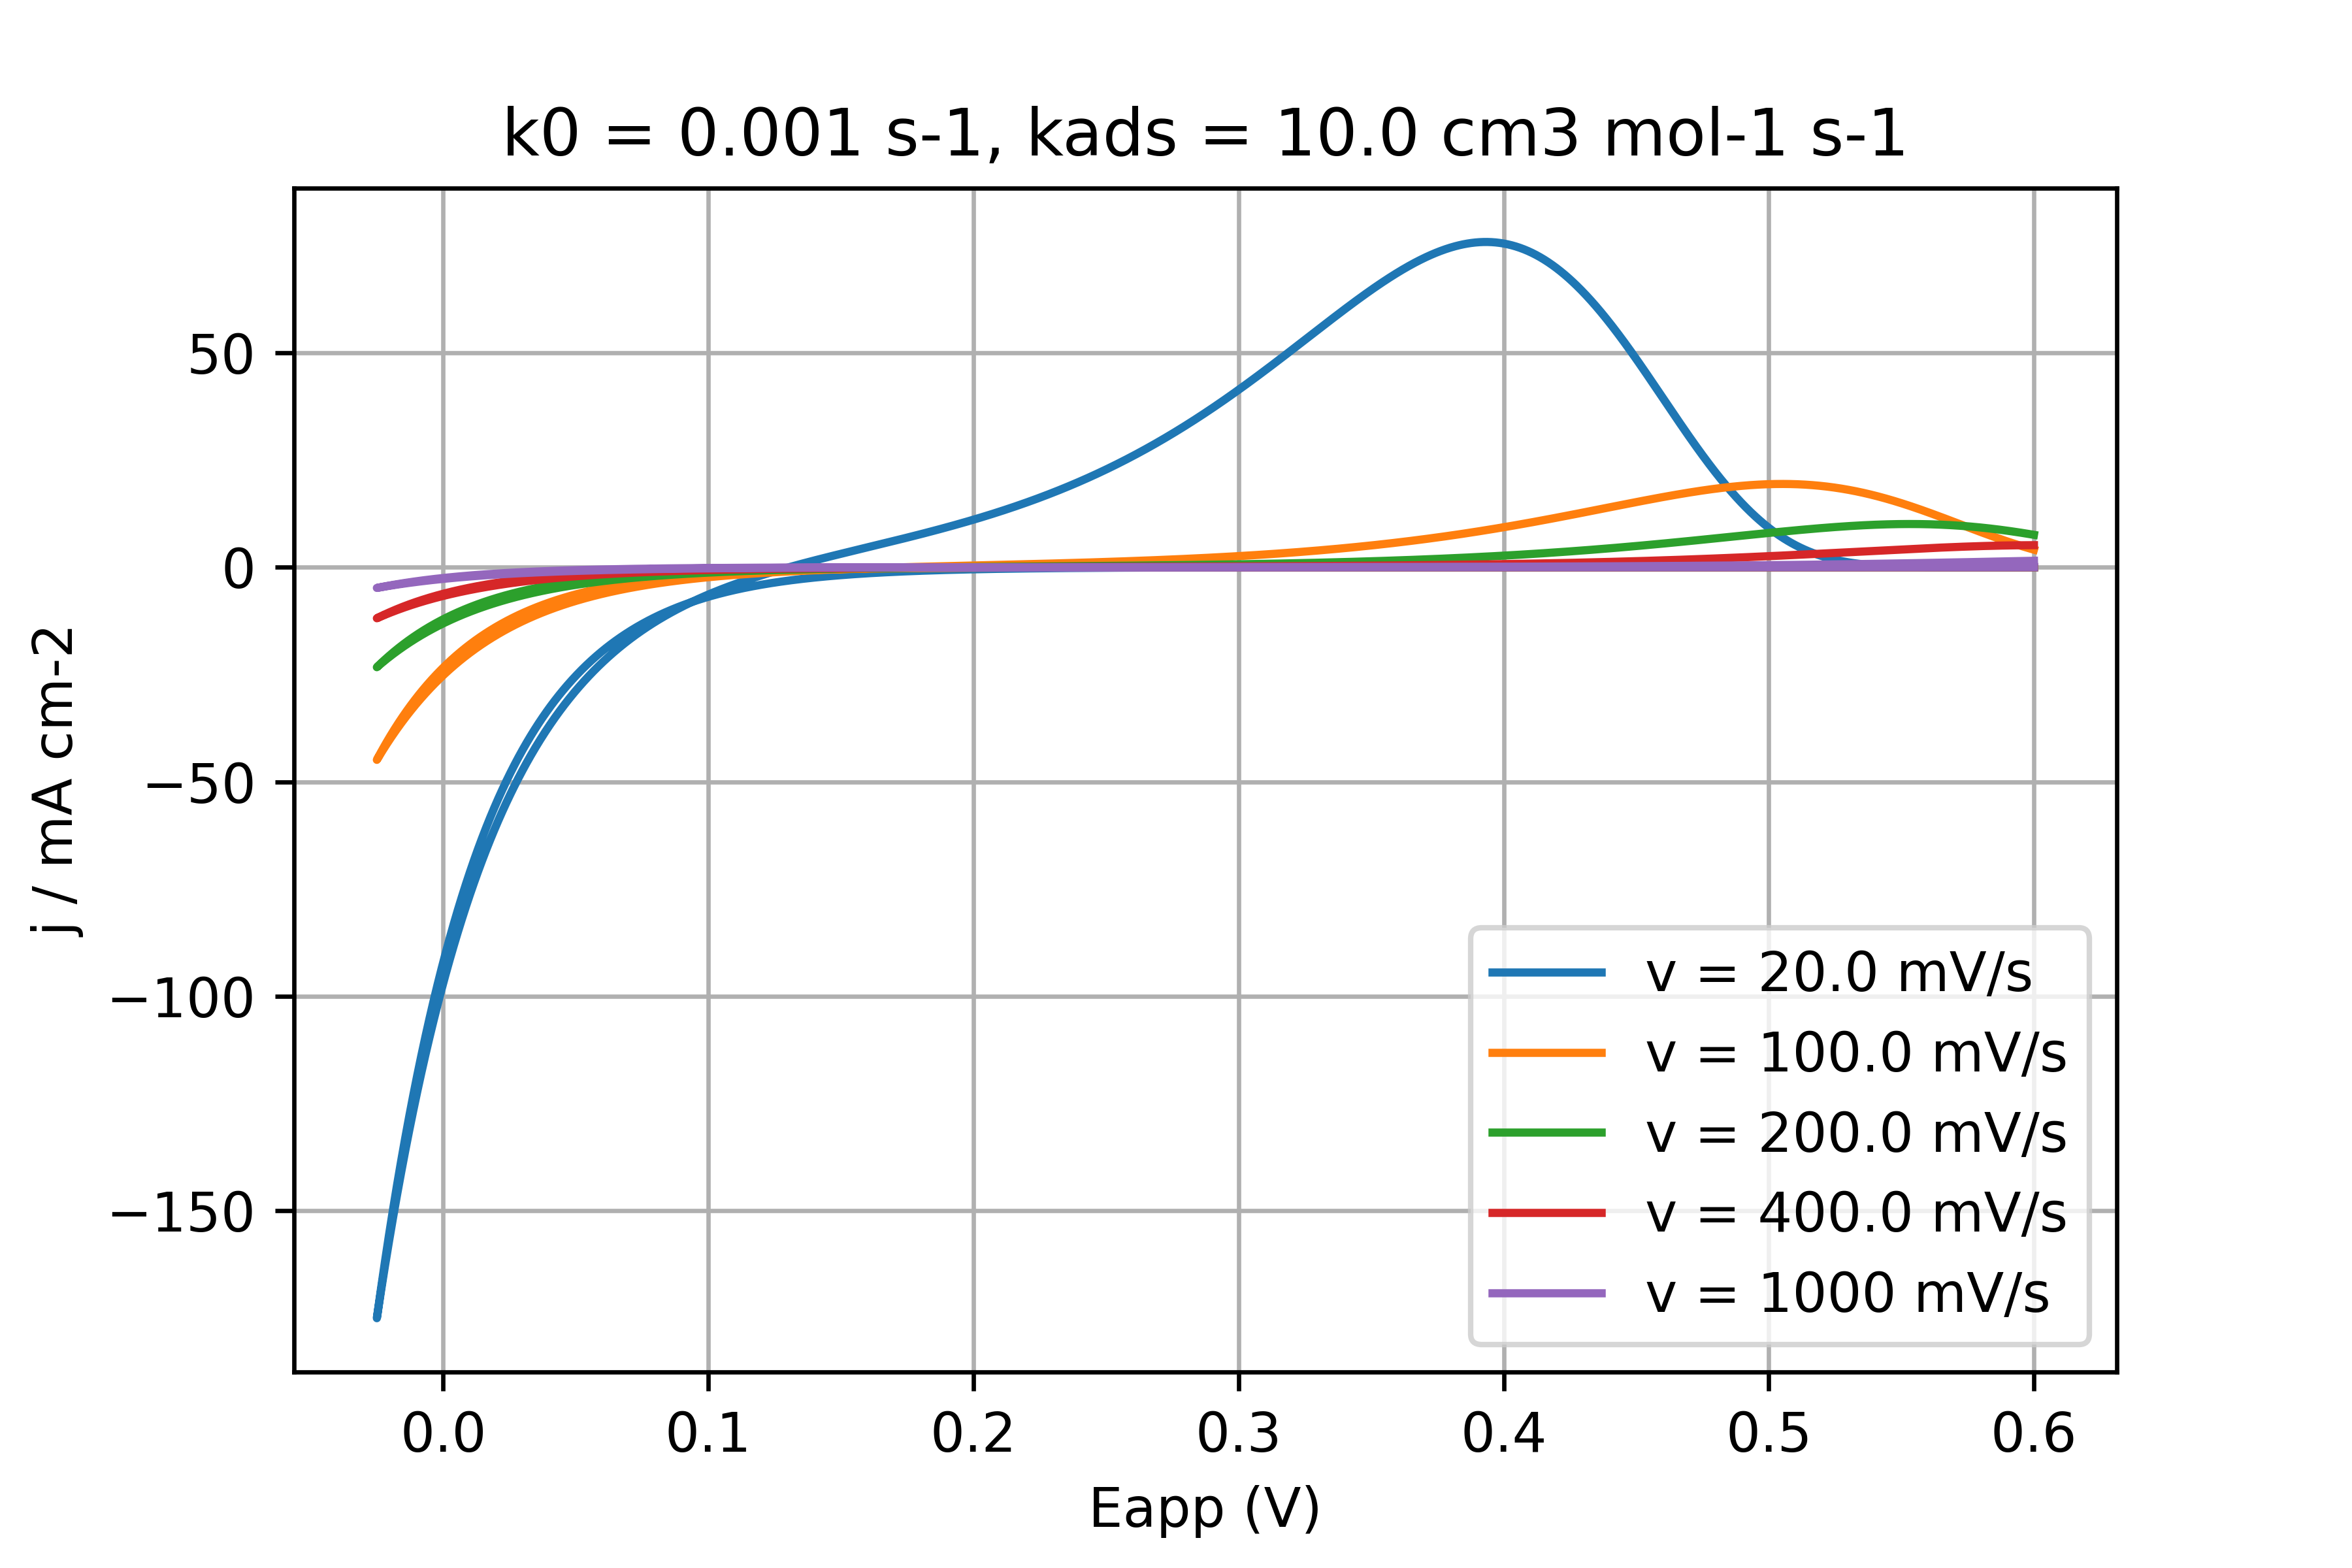 k0 = 0.001 s-1, kads = 10.0 cm3 mol-1 s-1
j / mA cm-2
50
0
−50
−100
−150
v = 20.0 mV/s
v = 100.0 mV/s
v = 200.0 mV/s
v = 400.0 mV/s
v = 1000 mV/s
0.0 0.1 0.2 0.3 0.4 0.5 0.6
Eapp (V)